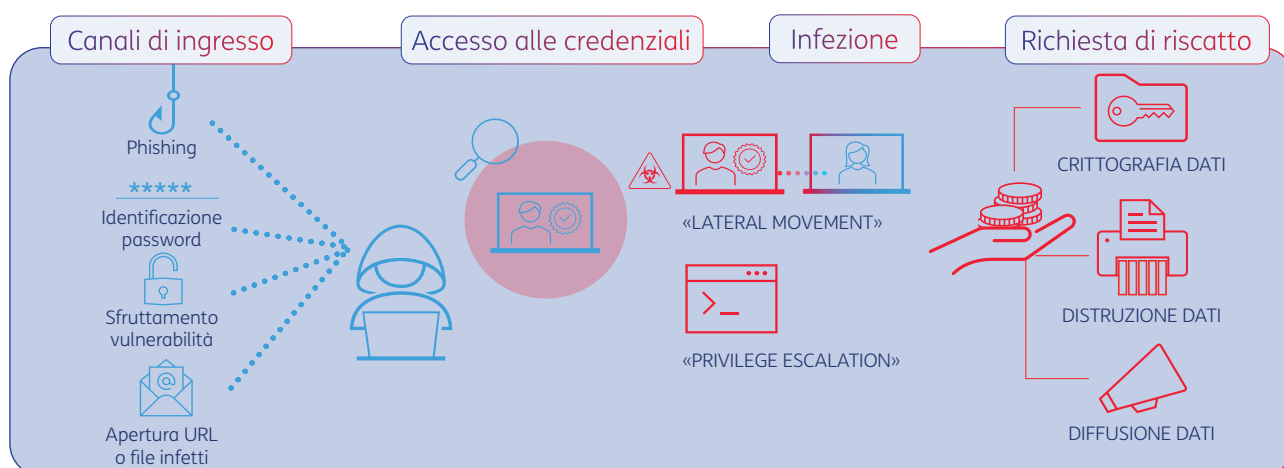 Canali di ingresso
Accesso alle credenziali
Infezione
Richiesta di riscatto
Phishing
*****
Identificazione
password
Sfruttamento
vulnerabilità
@
Apertura URL
o file infetti
«LATERAL MOVEMENT»
>_
«PRIVILEGE ESCALATION»
CRITTOGRAFIA DATI
DISTRUZIONE DATI
DIFFUSIONE DATI